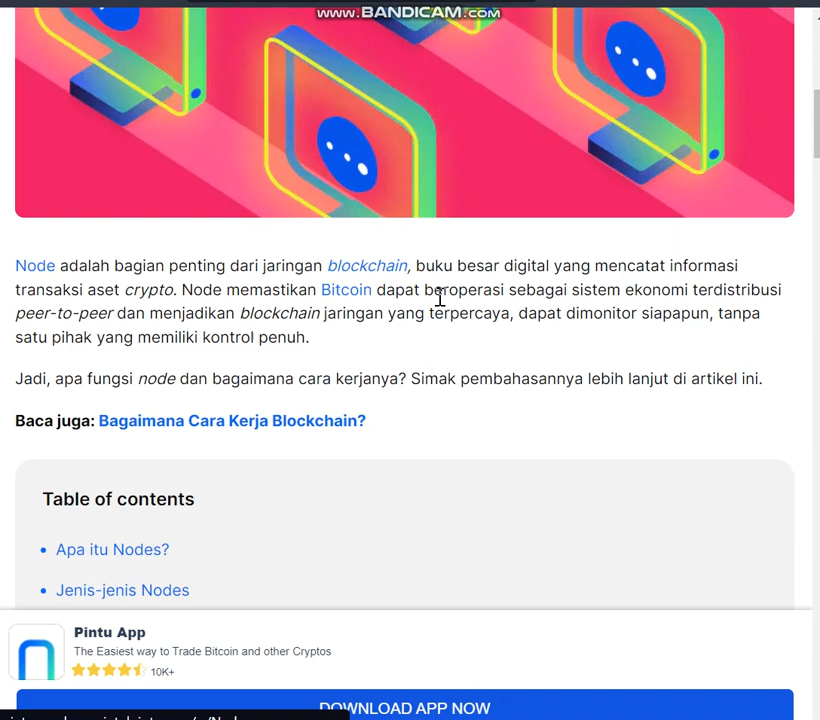 www.BANDICAM.com
Node adalah bagian penting dari jaringan blockchain, buku besar digital yang mencatat informasi
transaksi aset crypto. Node memastikan Bitcoin dapat beroperasi sebagai sistem ekonomi terdistribusi
peer-to-peer dan menjadikan blockchain jaringan yang terpercaya, dapat dimonitor siapapun, tanpa
satu pihak yang memiliki kontrol penuh.
Jadi, apa fungsi node dan bagaimana cara kerjanya? Simak pembahasannya lebih lanjut di artikel ini.
Baca juga: Bagaimana Cara Kerja Blockchain?
Table of contents
• Apa itu Nodes?
• Jenis-jenis Nodes
Pintu App
The Easiest way to Trade Bitcoin and other Cryptos
10K+
DOWNLOAD APP NOW